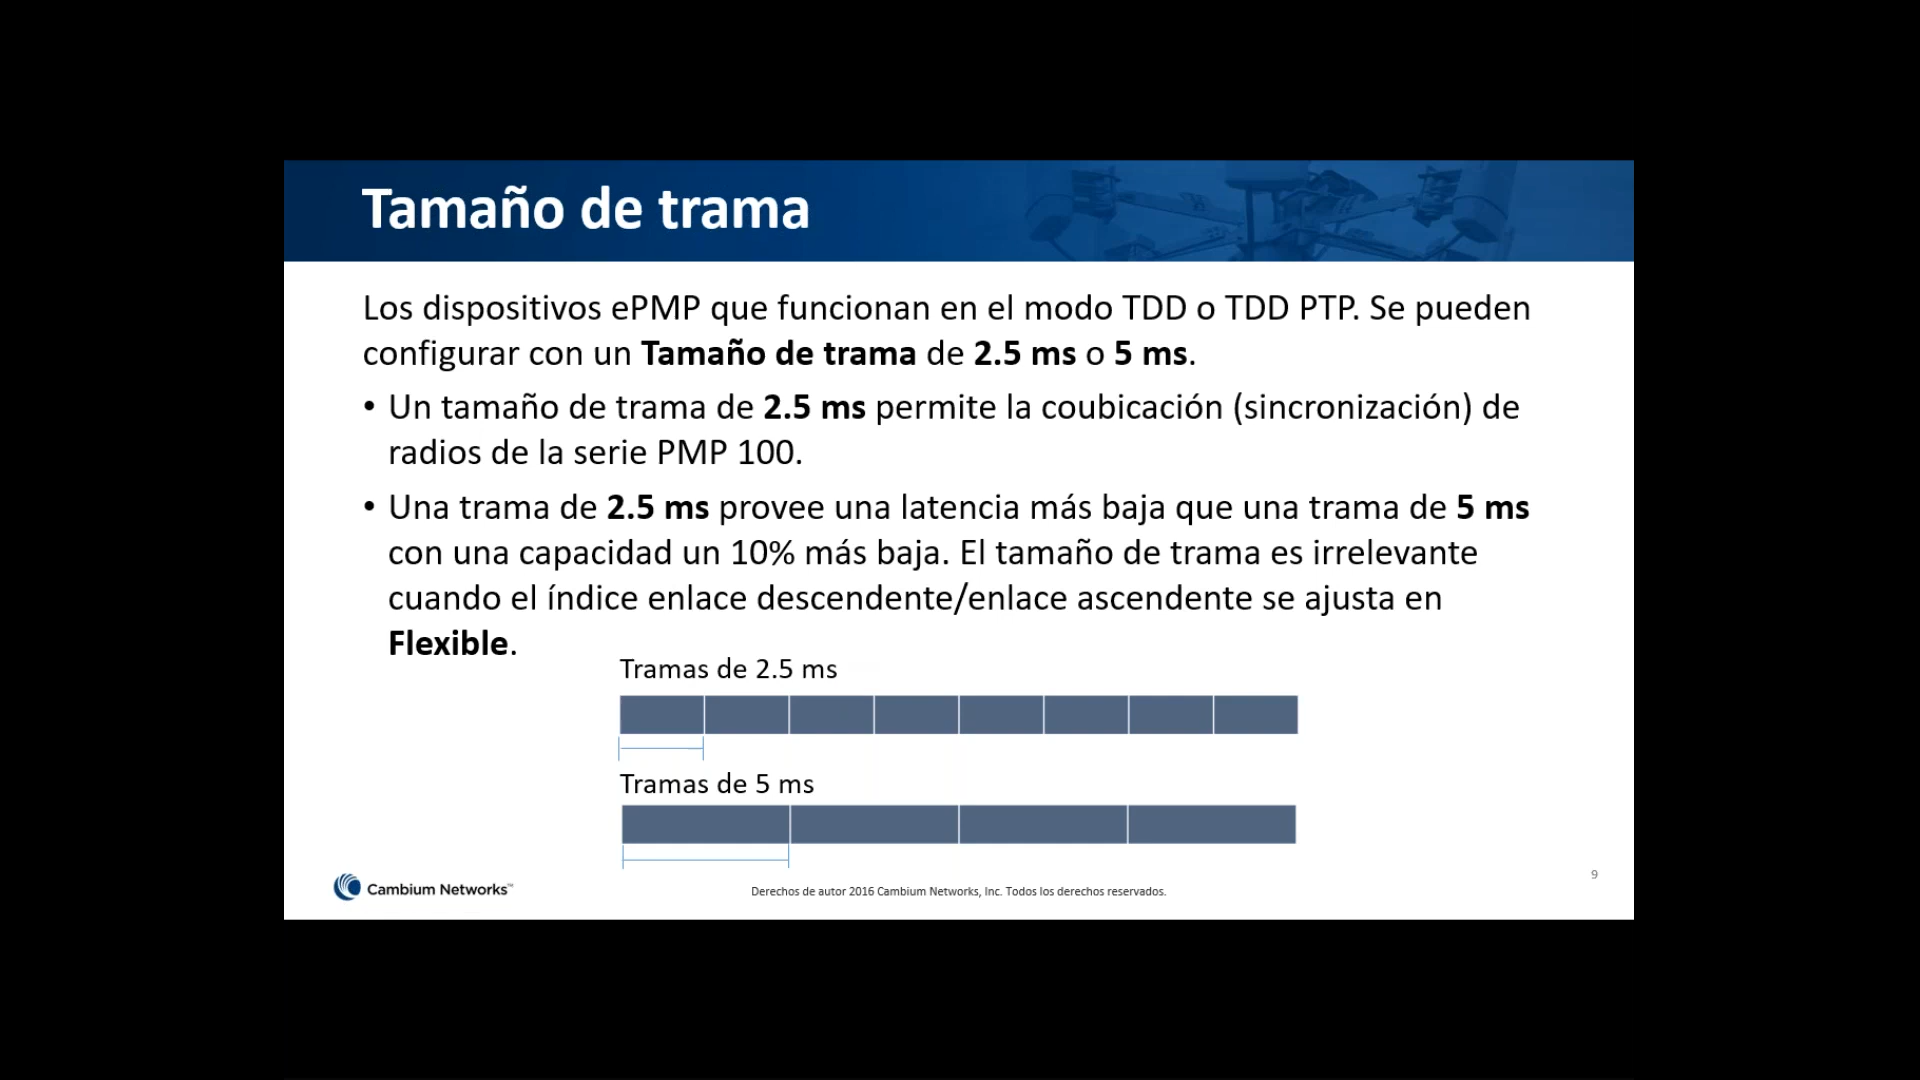 Tamaño de trama
Los dispositivos ePMP que funcionan en el modo TDD o TDD PTP. Se pueden
configurar con un Tamaño de trama de 2.5 ms o 5 ms.
• Un tamaño de trama de 2.5 ms permite la coubicación (sincronización) de
radios de la serie PMP 100.
• Una trama de 2.5 ms provee una latencia más baja que una trama de 5 ms
con una capacidad un 10% más baja. El tamaño de trama es irrelevante
cuando el índice enlace descendente/enlace ascendente se ajusta en
Flexible.
Tramas de 2.5 ms
Tramas de 5 ms
Cambium Networks™
Derechos de autor 2016 Cambium Networks, Inc. Todos los derechos reservados.
9